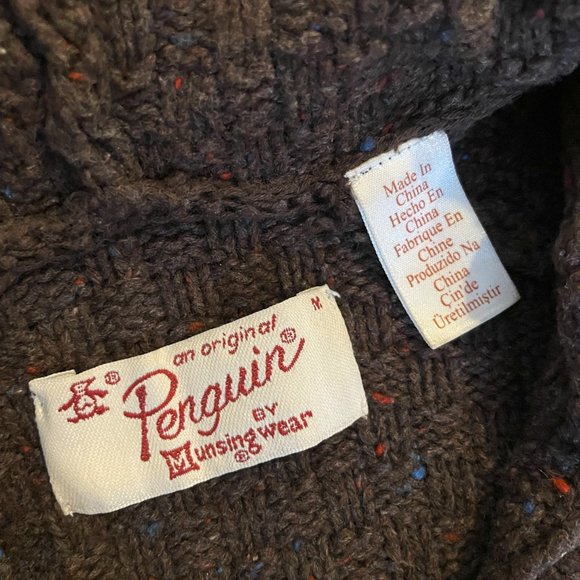 M
an original
Penguin®
BY
Munsingwear®
®
Made In
China
Hecho En
China
Fabrique En
Chine
Produzido Na
China
Çin'de
Üretilmiştir